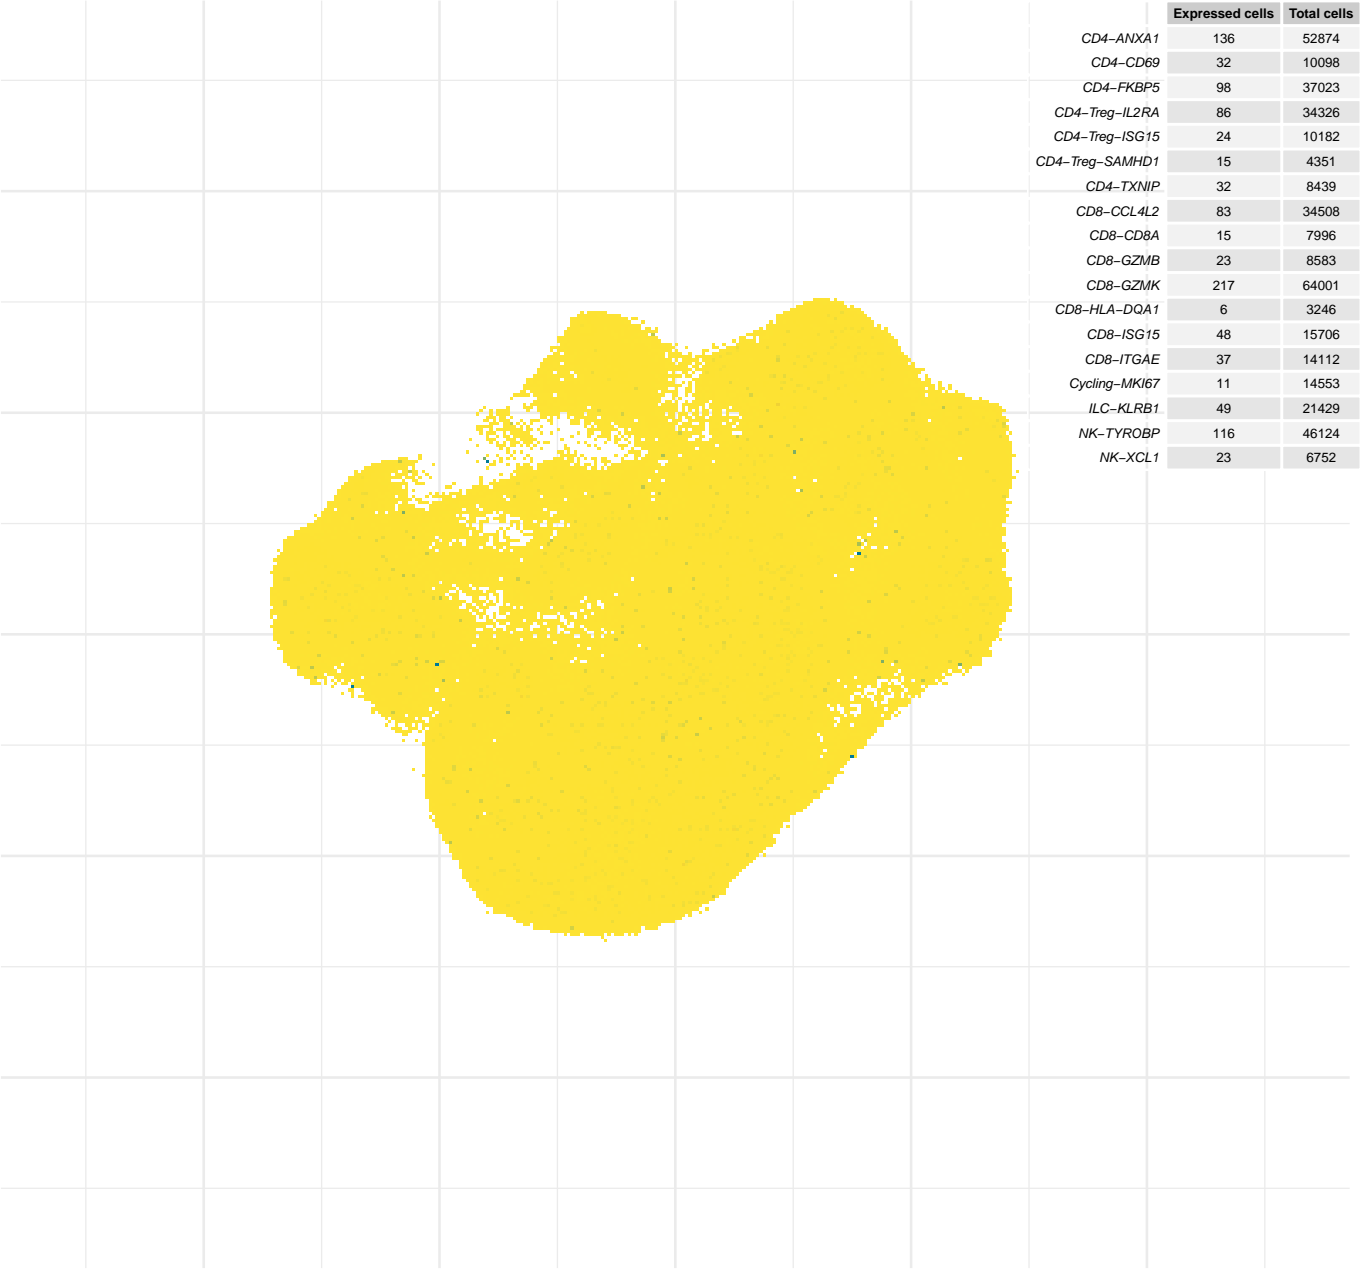 Expressed cells Total cells
CD4−ANXA1 136 52874
CD4−CD69 32 10098
CD4−FKBP5 98 37023
CD4−Treg−IL2RA 86 34326
CD4−Treg−ISG15 24 10182
CD4−Treg−SAMHD1 15 4351
CD4−TXNIP 32 8439
CD8−CCL4L2 83 34508
CD8−CD8A 15 7996
CD8−GZMB 23 8583
CD8−GZMK 217 64001
CD8−HLA−DQA1 6 3246
CD8−ISG15 48 15706
CD8−ITGAE 37 14112
Cycling−MKI67 11 14553
ILC−KLRB1 49 21429
NK−TYROBP 116 46124
NK−XCL1 23 6752